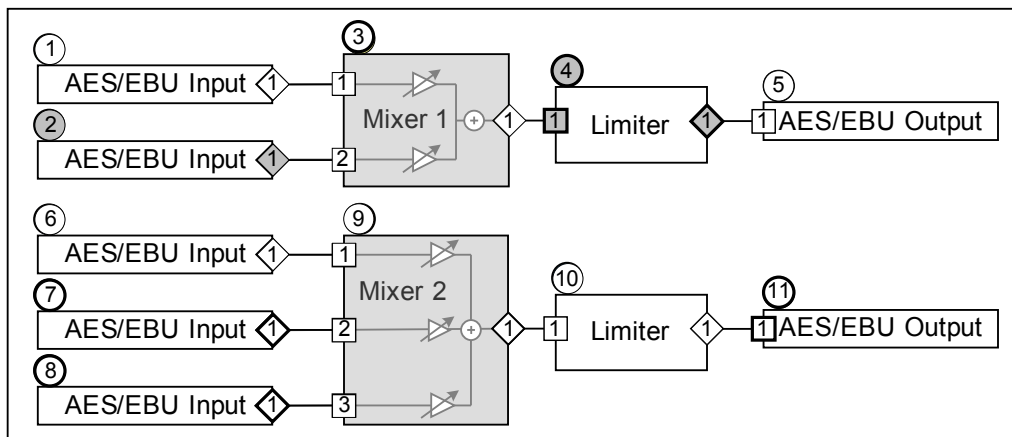 1
AES/EBU Input 1
2
AES/EBU Input 1
3
1
2
Mixer 1
+
1
4
1 Limiter 1
5
1 AES/EBU Output
6
AES/EBU Input 1
7
AES/EBU Input 1
8
AES/EBU Input 1
9
1
2
3
Mixer 2
+
1
10
1 Limiter 1
11
1 AES/EBU Output